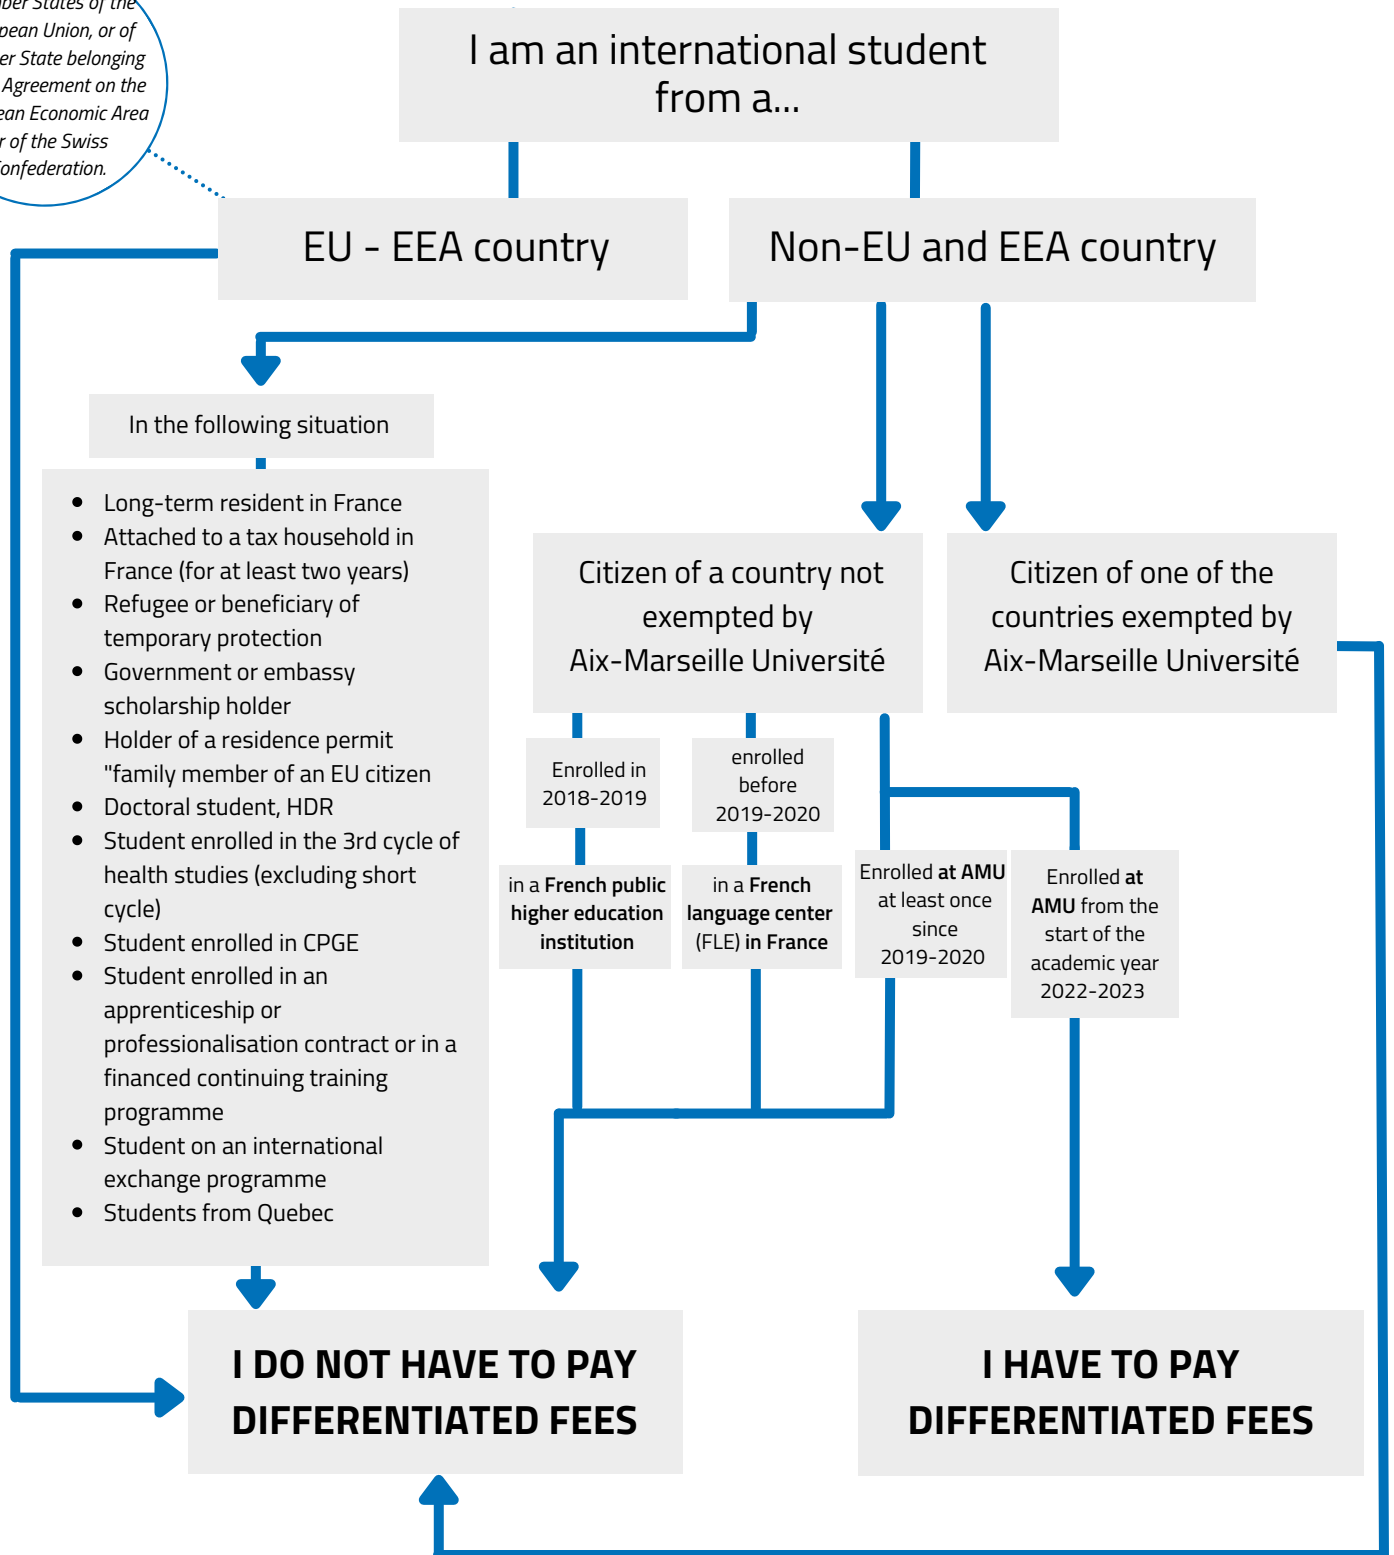 States of the
Union, or of
State belonging
Agreement on the
Economic Area
of the Swiss
I am an international student
from a...
EU - EEA country
Non-EU and EEA country
In the following situation
• Long-term resident in France
• Attached to a tax household in
France (for at least two years)
• Refugee or beneficiary of
temporary protection
• Government or embassy
scholarship holder
• Holder of a residence permit
"family member of an EU citizen
• Doctoral student, HDR
• Student enrolled in the 3rd cycle of
health studies (excluding short
cycle)
• Student enrolled in CPGE
• Student enrolled in an
apprenticeship or
professionalisation contract or in a
financed continuing training
programme
• Student on an international
exchange programme
• Students from Quebec
Citizen of a country not
exempted by
Aix-Marseille Université
Citizen of one of the
countries exempted by
Aix-Marseille Université
Enrolled in
2018-2019
enrolled
before
2019-2020
in a French public
higher education
institution
in a French
language center
(FLE) in France
Enrolled at AMU
at least once
since
2019-2020
Enrolled at
AMU from the
start of the
academic year
2022-2023
I DO NOT HAVE TO PAY
DIFFERENTIATED FEES
I HAVE TO PAY
DIFFERENTIATED FEES